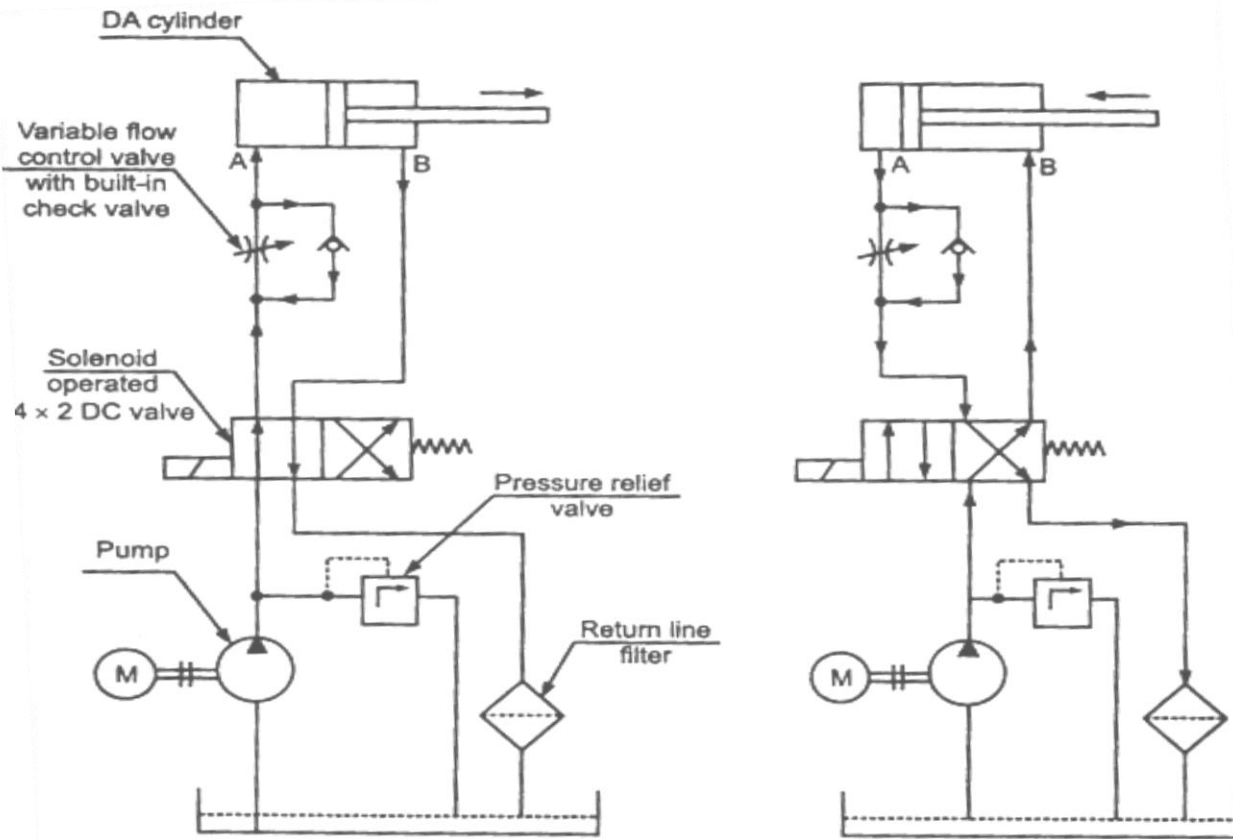 DA cylinder
Variable flow
control valve
with built-in
check valve
A
B
Solenoid
operated
4 × 2 DC valve
Pressure relief
valve
Pump
Return line
filter
M
A
B
M